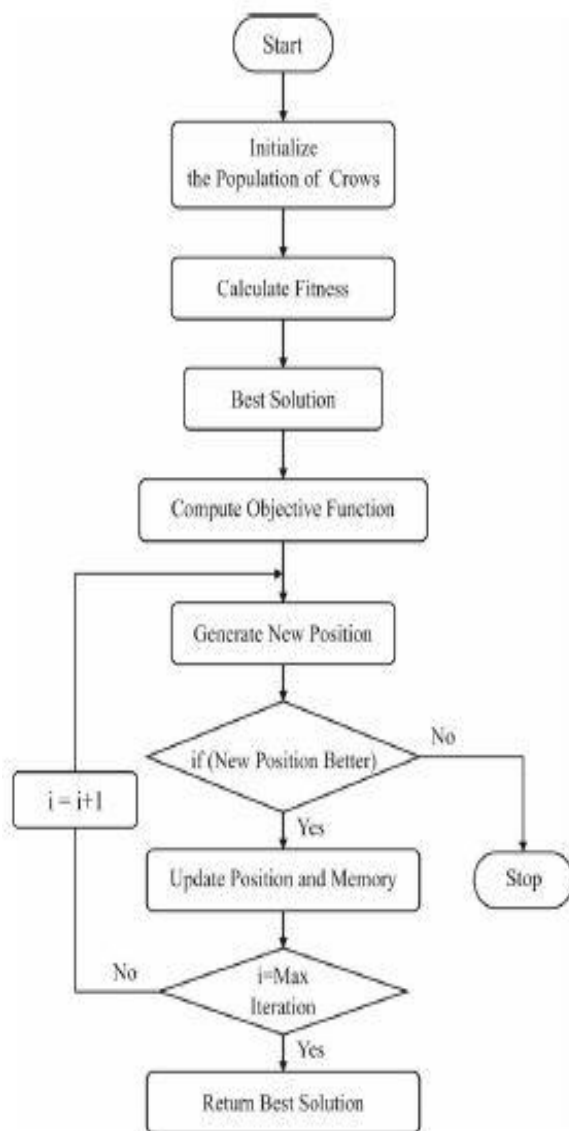 Start
Initialize
the Population of Crows
Calculate Fitness
Best Solution
Compute Objective Function
Generate New Position
if (New Position Better)
No
i = i+1
Yes
Update Position and Memory
Stop
No
i=Max
Iteration
Yes
Return Best Solution